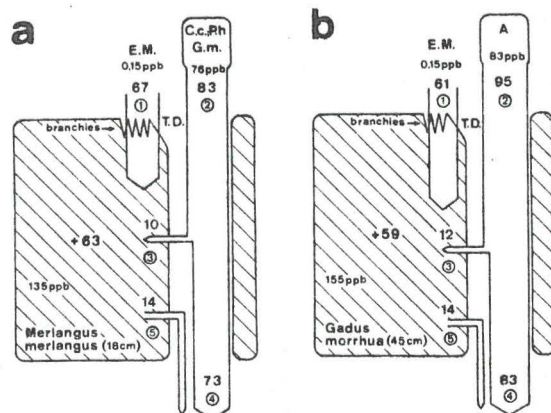 a
E.M.
0,15ppb
67
①
T.D.
branchies
C.c.,P.h
G.m.
76ppb
83
②
10
+63
③
135ppb
14
Merlangus
merlangus (18cm)
⑤
73
④
b
E.M.
0,15ppb
61
①
T.D.
branchies
A
83ppb
95
②
12
+59
③
155ppb
14
Gadus
morrhua (45cm)
⑤
83
④